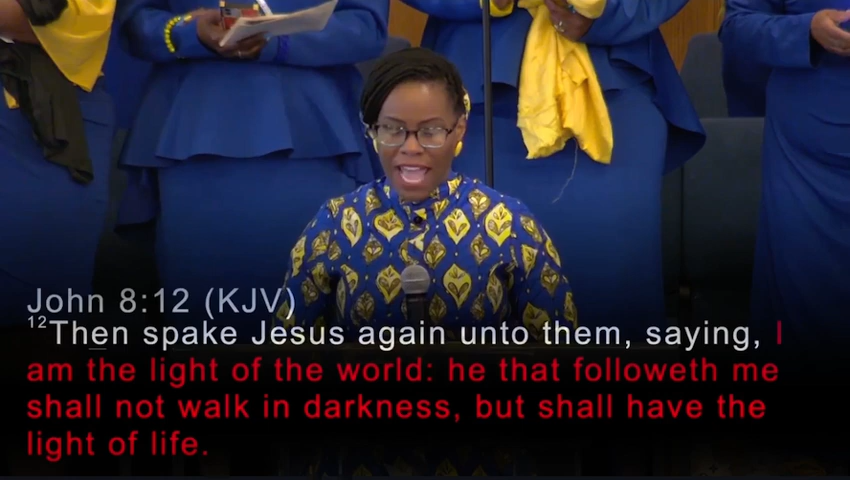 John 8:12 (KJV)
12Then spake Jesus again unto them, saying, I
am the light of the world: he that followeth me
shall not walk in darkness, but shall have the
light of life.